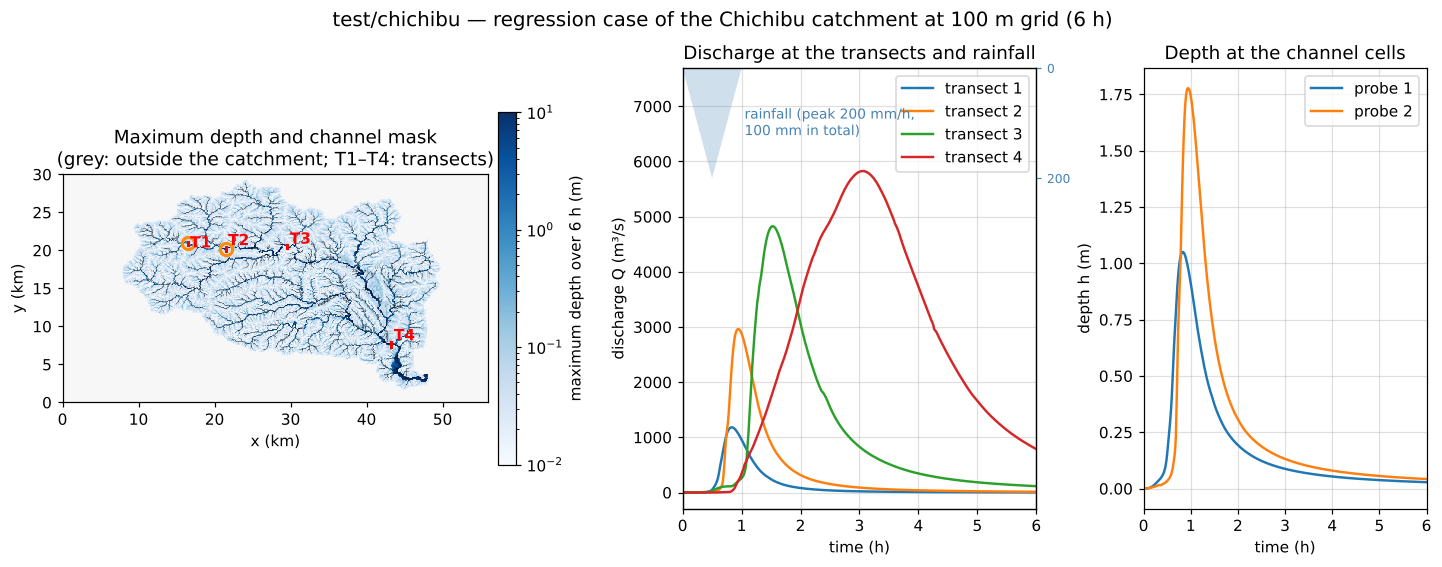 test/chichibu — regression case of the Chichibu catchment at 100 m grid (6 h)
Maximum depth and channel mask
(grey: outside the catchment; T1–T4: transects)
30
25
20
15
10
5
0
0
10
20
30
40
50
x (km)
y (km)
T1
T2
T3
T4
10¹
10⁰
10⁻¹
10⁻²
maximum depth over 6 h (m)
Discharge at the transects and rainfall
7000
6000
5000
4000
3000
2000
1000
0
discharge Q (m³/s)
0
1
2
3
4
5
6
time (h)
0
200
rainfall (peak 200 mm/h,
100 mm in total)
transect 1
transect 2
transect 3
transect 4
Depth at the channel cells
1.75
1.50
1.25
1.00
0.75
0.50
0.25
0.00
depth h (m)
0
1
2
3
4
5
6
time (h)
probe 1
probe 2